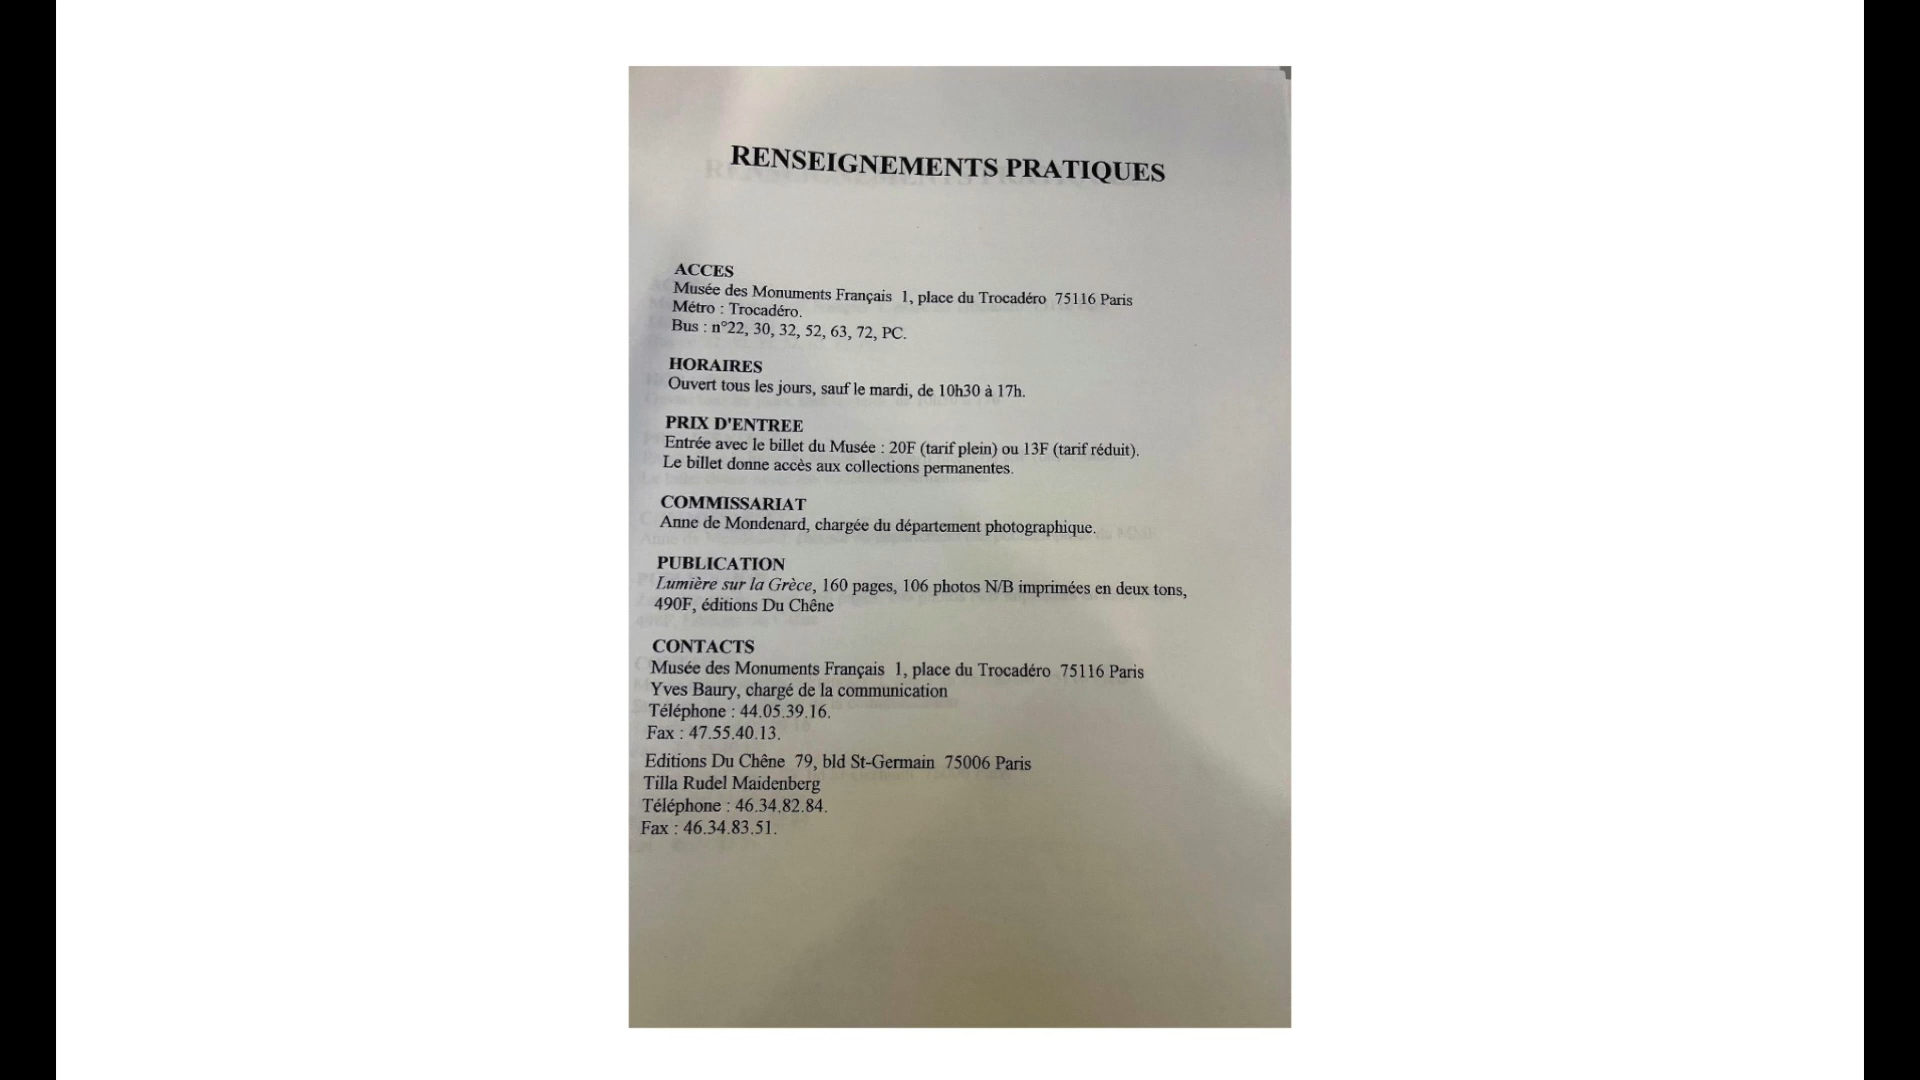 RENSEIGNEMENTS PRATIQUES
ACCES
Musée des Monuments Français 1, place du Trocadéro 75116 Paris
Métro : Trocadéro.
Bus : n°22, 30, 32, 52, 63, 72, PC.
HORAIRES
Ouvert tous les jours, sauf le mardi, de 10h30 à 17h.
PRIX D'ENTREE
Entrée avec le billet du Musée : 20F (tarif plein) ou 13F (tarif réduit).
Le billet donne accès aux collections permanentes.
COMMISSARIAT
Anne de Mondenard, chargée du département photographique.
PUBLICATION
Lumière sur la Grèce, 160 pages, 106 photos N/B imprimées en deux tons,
490F, éditions Du Chêne
CONTACTS
Musée des Monuments Français 1, place du Trocadéro 75116 Paris
Yves Baury, chargé de la communication
Téléphone : 44.05.39.16.
Fax : 47.55.40.13.
Editions Du Chêne 79, bld St-Germain 75006 Paris
Tilla Rudel Maidenberg
Téléphone : 46.34.82.84.
Fax : 46.34.83.51.